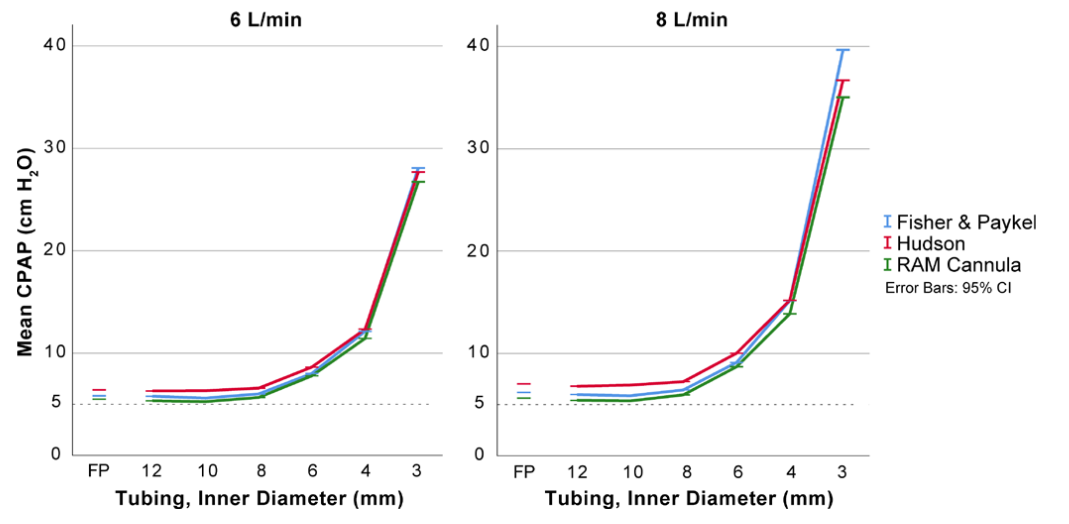 6 L/min
8 L/min
Mean CPAP (cm H₂O)
40
30
20
10
5
0
FP 12 10 8 6 4 3
Tubing, Inner Diameter (mm)
40
30
20
10
5
0
FP 12 10 8 6 4 3
Tubing, Inner Diameter (mm)
Fisher & Paykel
Hudson
RAM Cannula
Error Bars: 95% CI